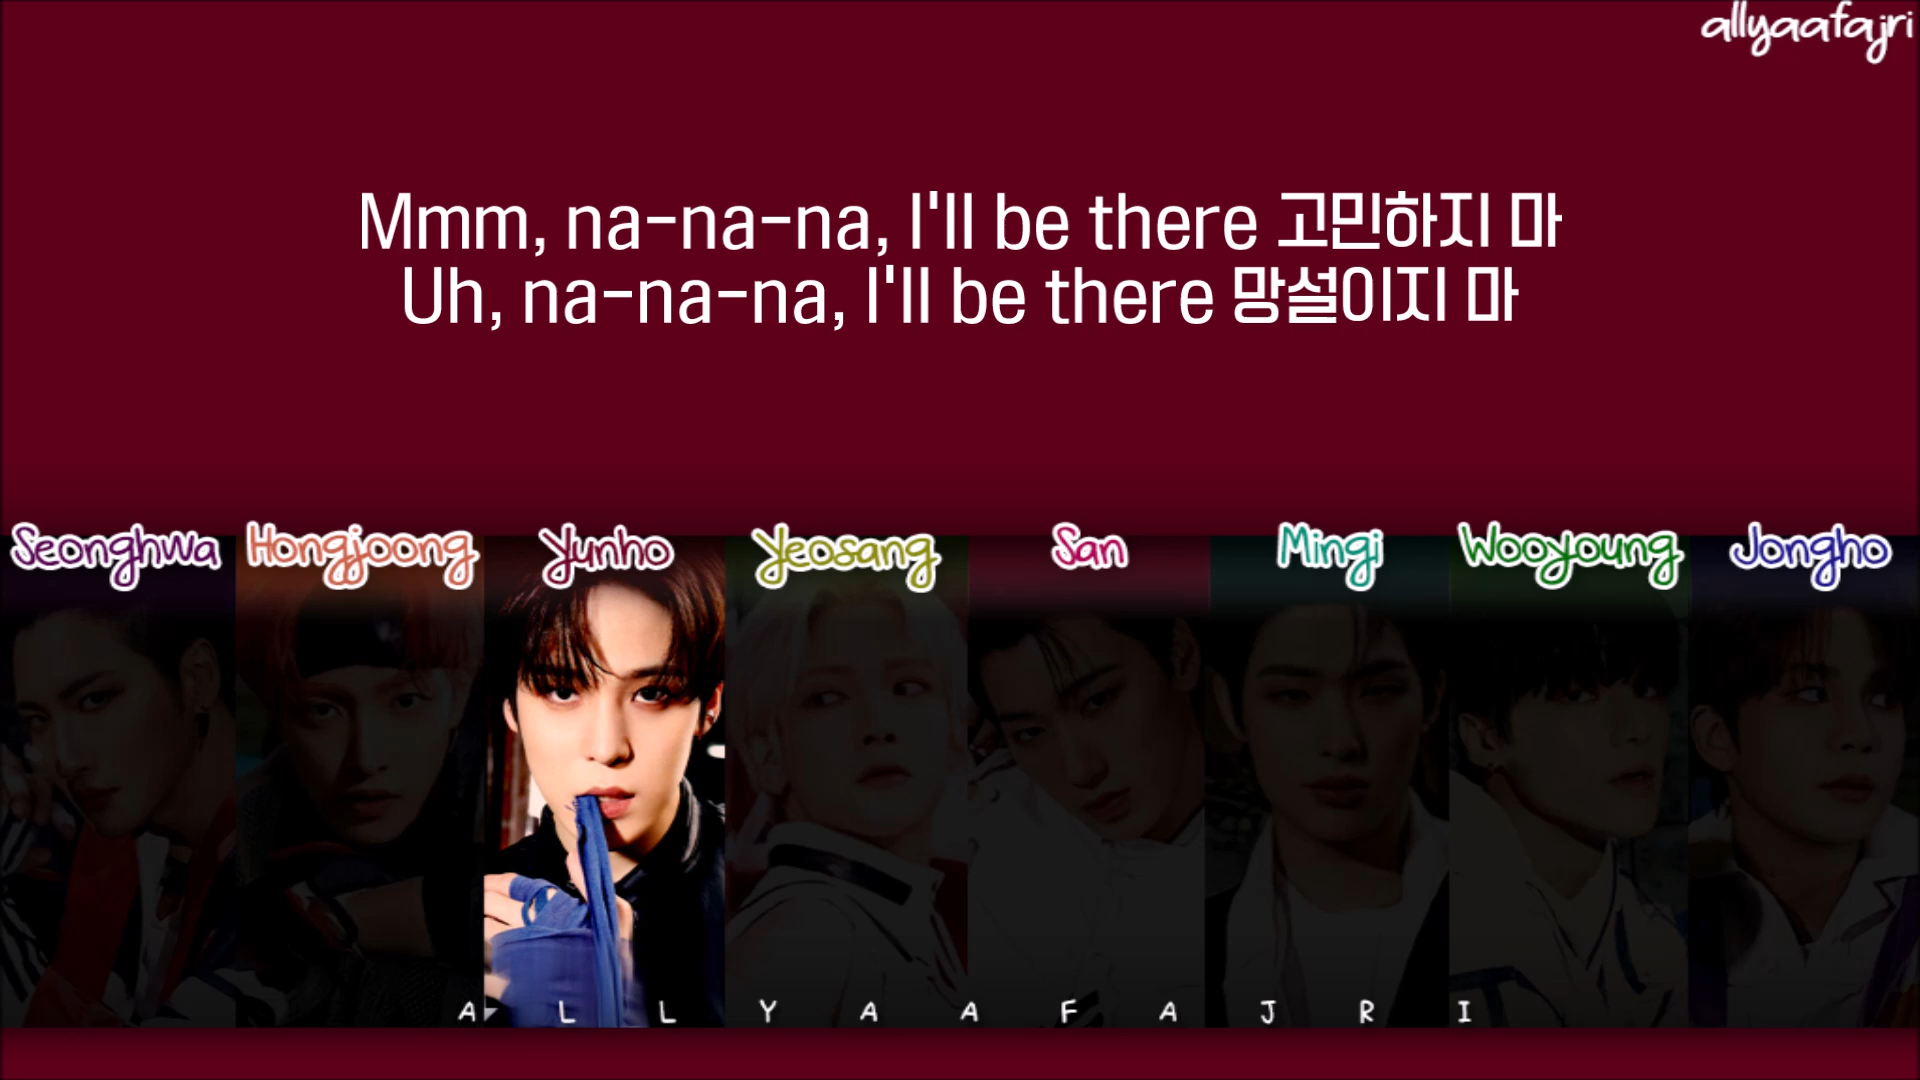 allyaafajri
Mmm, na-na-na, I'll be there 고민하지 마
Uh, na-na-na, I'll be there 망설이지 마
Seonghwa Hongjoong Yunho Yeosang San Mingi Wooyoung Jongho
A L L Y A A F A J R I